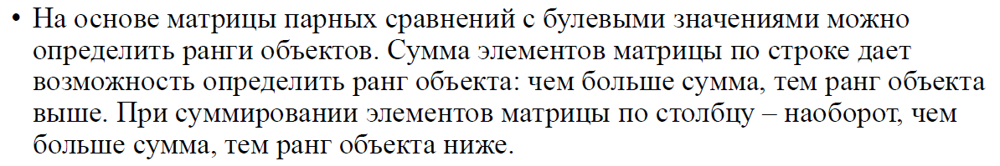 • На основе матрицы парных сравнений с булевыми значениями можно
определить ранги объектов. Сумма элементов матрицы по строке дает
возможность определить ранг объекта: чем больше сумма, тем ранг объекта
выше. При суммировании элементов матрицы по столбцу – наоборот, чем
больше сумма, тем ранг объекта ниже.